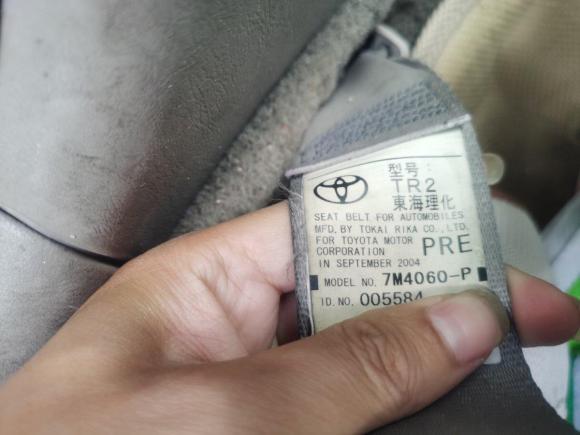 型号:
TR2
東海理化
SEAT BELT FOR AUTOMOBILES
MFD. BY TOKAI RIKA CO., LTD.
FOR TOYOTA MOTOR
CORPORATION PRE
IN SEPTEMBER 2004
MODEL NO. 7M4060-P
ID. NO. 005584